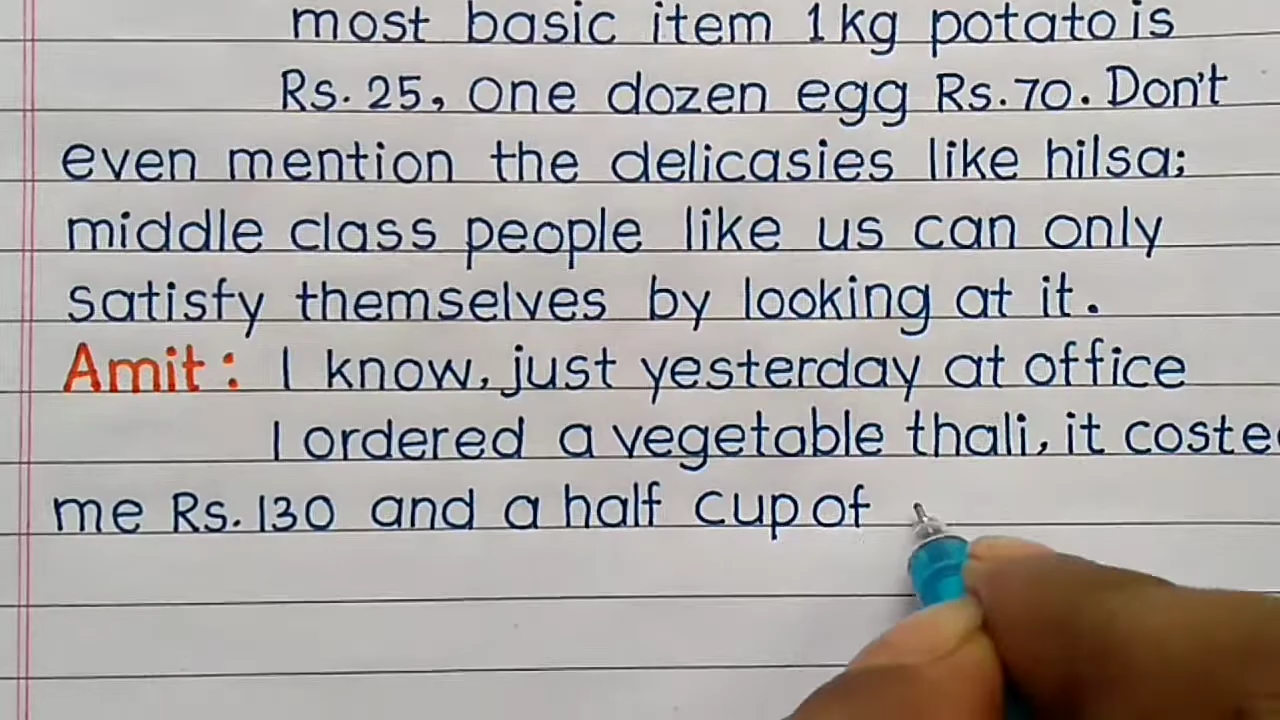 most basic item 1 kg potato is
Rs. 25, one dozen egg Rs. 70. Don't
even mention the delicasies like hilsa;
middle class people like us can only
satisfy themselves by looking at it.
Amit: I know, just yesterday at office
I ordered a vegetable thali, it coste
me Rs. 130 and a half cup of